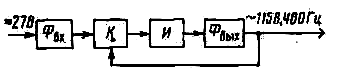 =27В
Фвх
К
И
Фвых
~115В, 400Гц